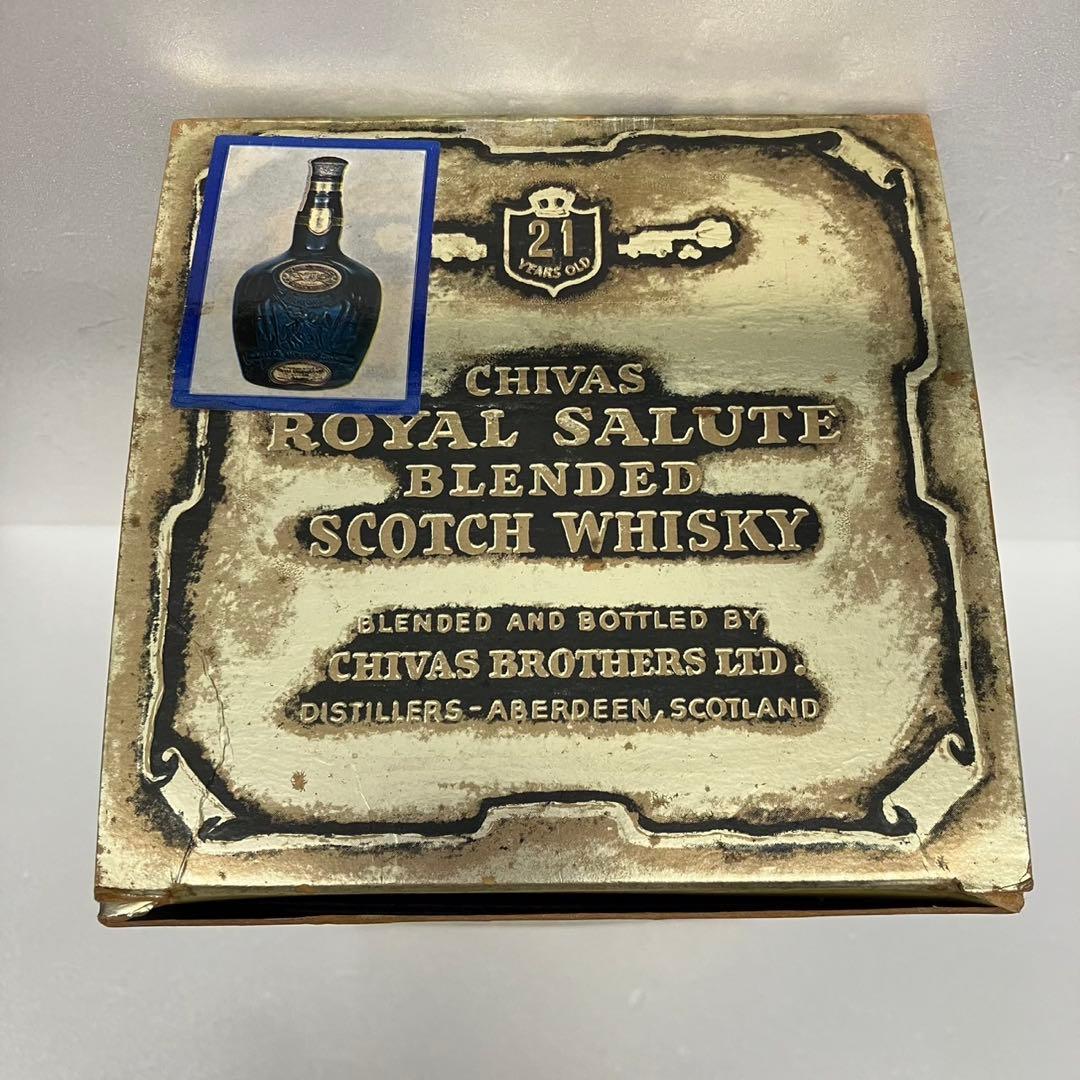 21
YEARS OLD
CHIVAS
ROYAL SALUTE
BLENDED
SCOTCH WHISKY
BLENDED AND BOTTLED BY
CHIVAS BROTHERS LTD.
DISTILLERS-ABERDEEN, SCOTLAND